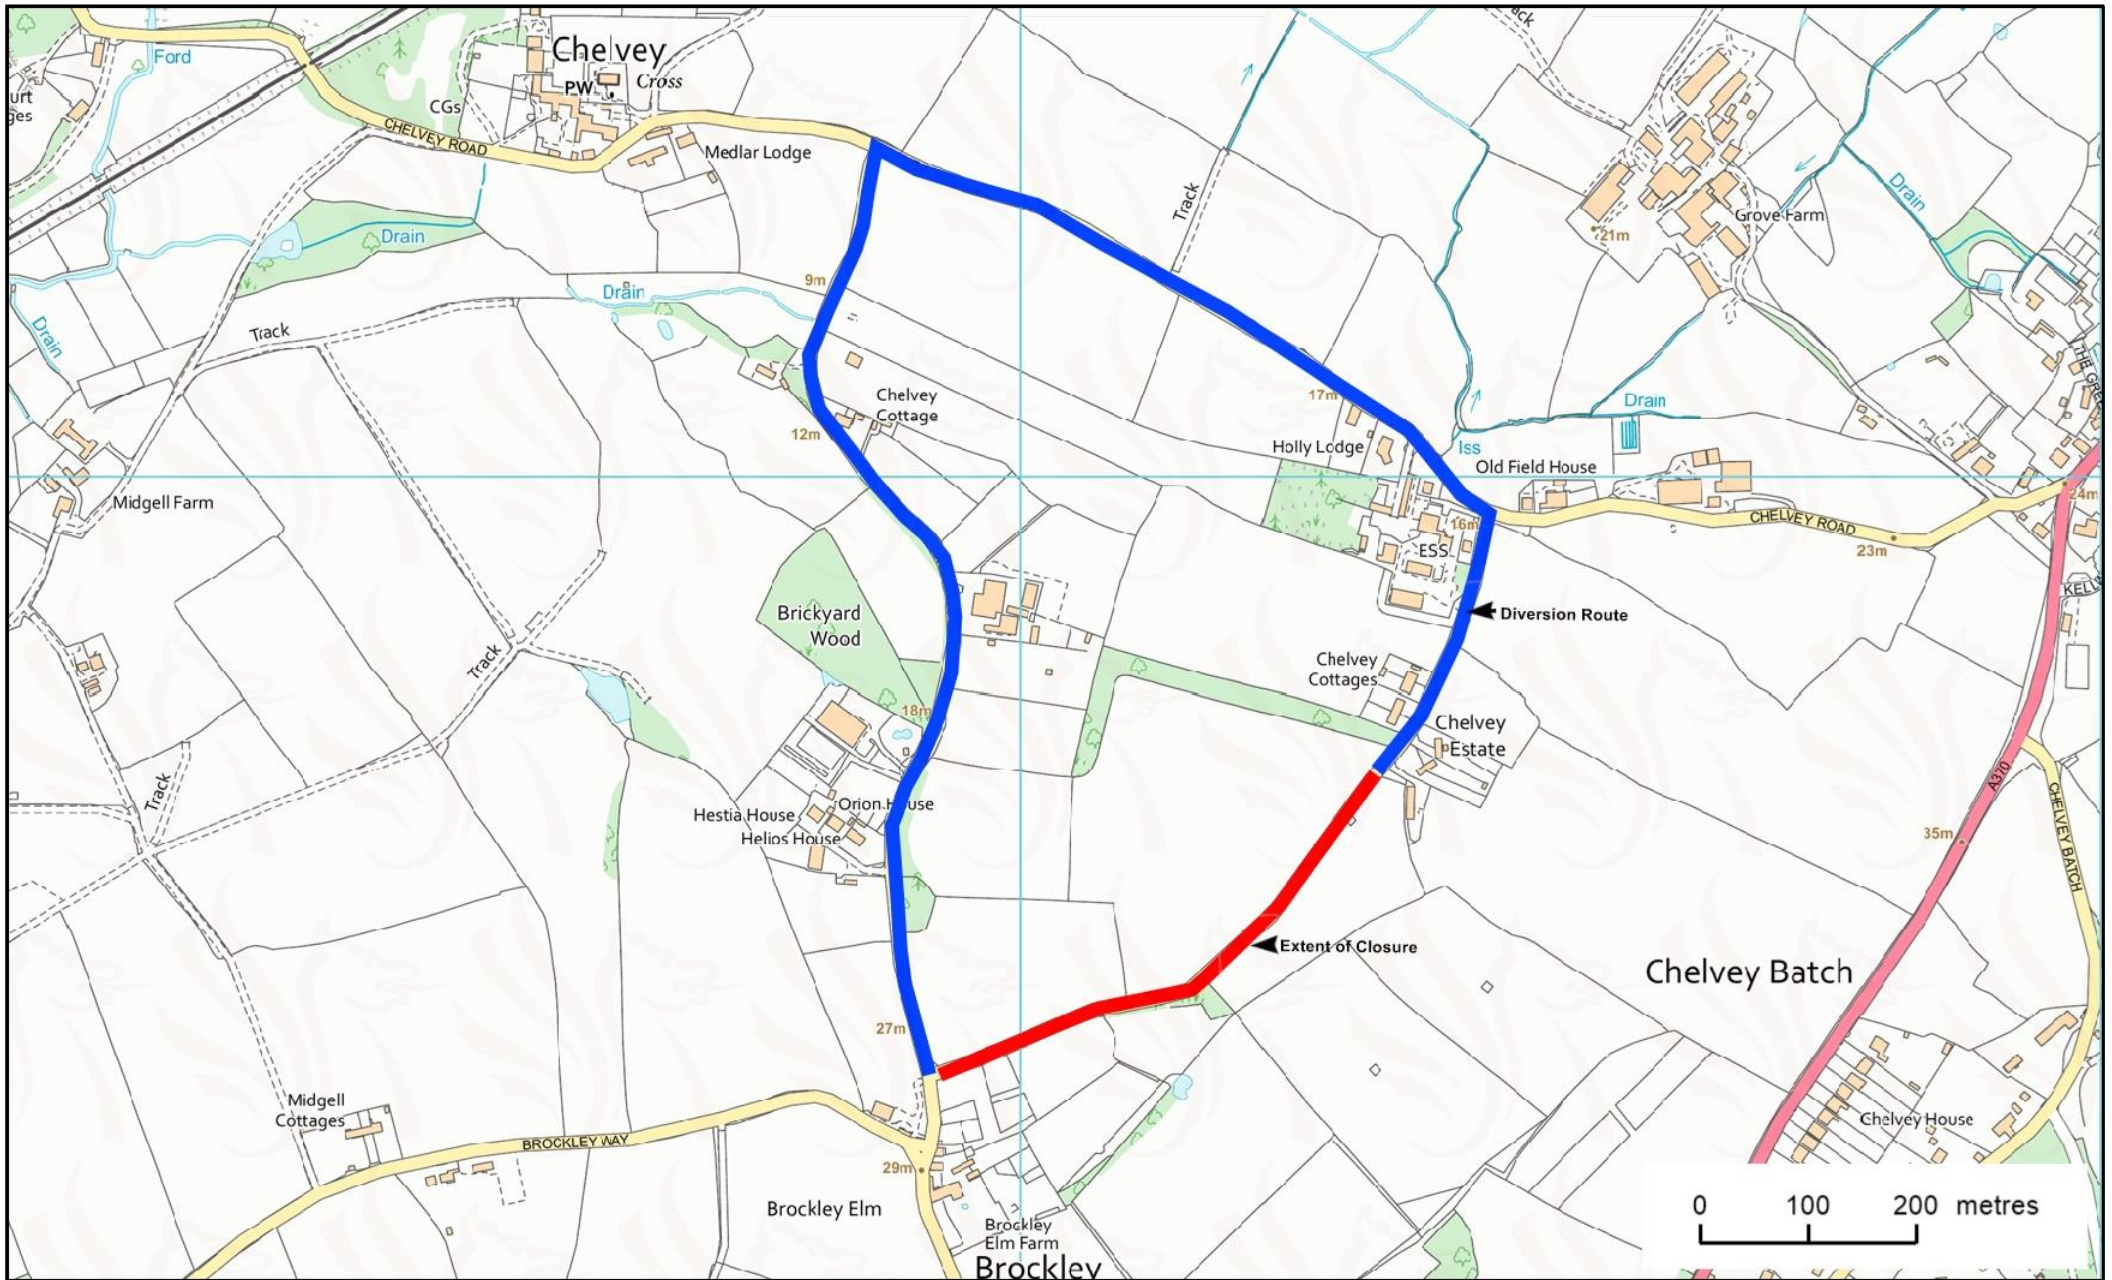 Ford
Chelvey
PW
Cross
urt
ges
CGs
CHELVEY ROAD
Medlar Lodge
Track
Drain
Grove Farm
21m
Drain
9m
Drain
Drain
Track
Chelvey
Cottage
12m
17m
Drain
Holly Lodge
Iss
Old Field House
24m
Midgell Farm
16m
CHELVEY ROAD
23m
ESS
Brickyard
Wood
Diversion Route
Track
Chelvey
Cottages
18m
Chelvey
Estate
Track
A370
CHELVEY BATCH
Orion House
Hestia House
Helios House
35m
Extent of Closure
Chelvey Batch
27m
Midgell
Cottages
Chelvey House
BROCKLEY WAY
29m
Brockley Elm
Brockley
Elm Farm
Brockley
0 100 200 metres